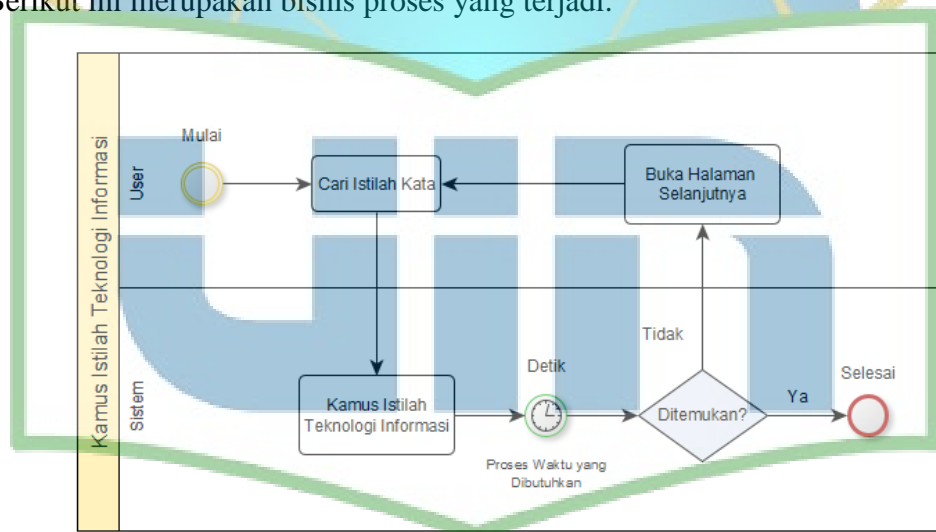 Berikut ini merupakan bisnis proses yang terjadi.
Kamus Istilah Teknologi Informasi
User
Mulai
Cari Istilah Kata
Buka Halaman
Selanjutnya
Sistem
Kamus Istilah
Teknologi Informasi
Detik
Proses Waktu yang
Dibutuhkan
Ditemukan?
Tidak
Ya
Selesai